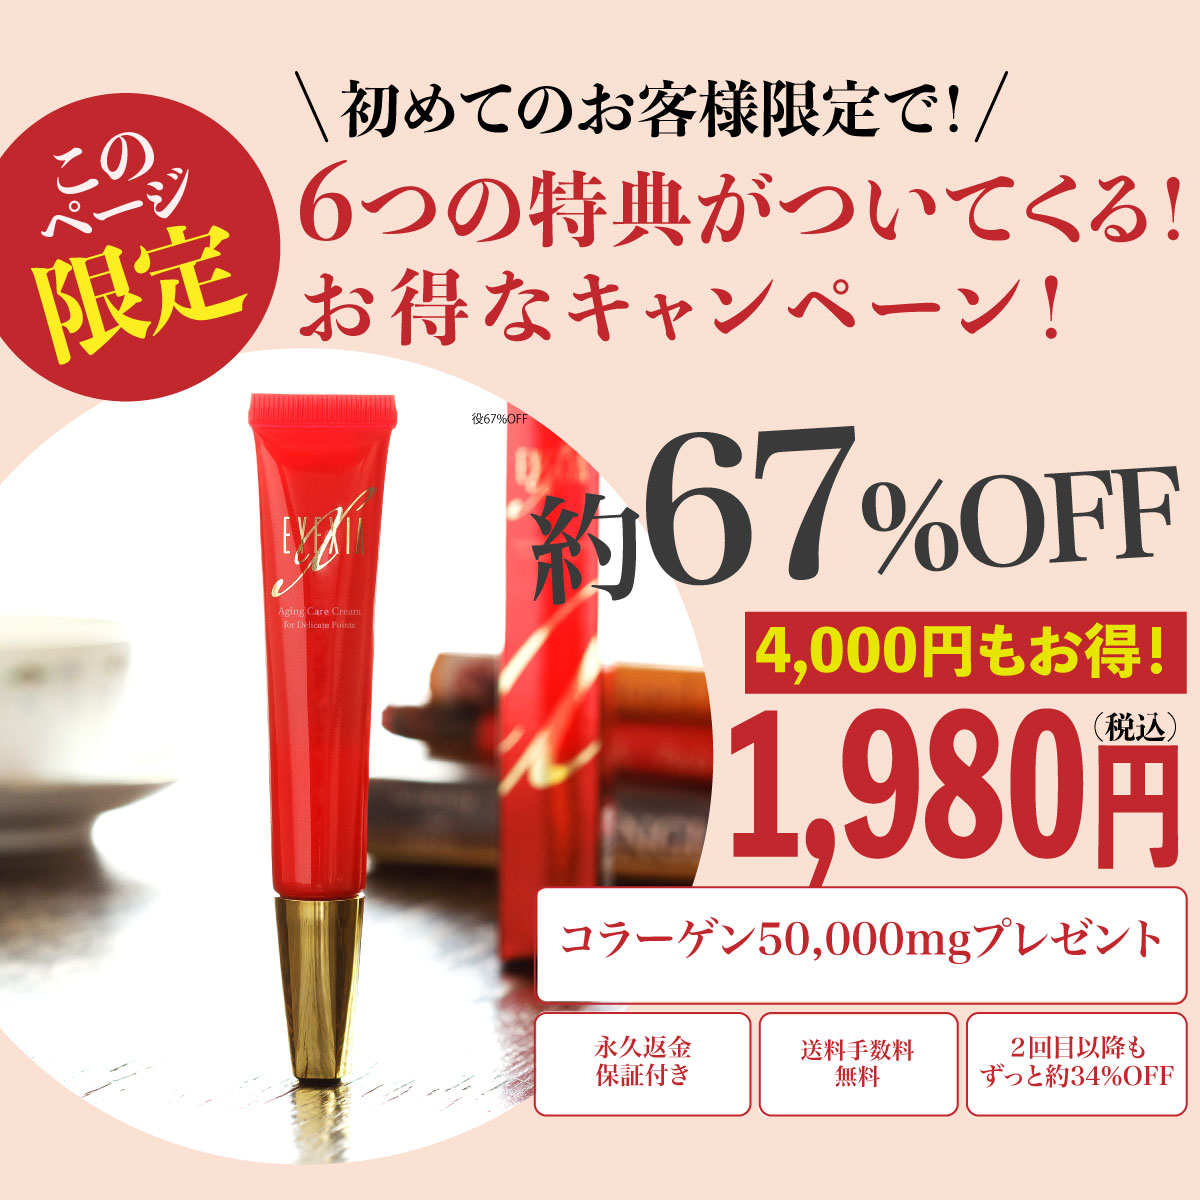 このページ
限定
初めてのお客様限定で!
6つの特典がついてくる!
お得なキャンペーン!
役67%OFF
約67%OFF
EVEXIA
Aging Care Cream
for Delicate Points
4,000円もお得!
1,980円(税込)
コラーゲン50,000mgプレゼント
永久返金
保証付き
送料手数料
無料
2回目以降も
ずっと約34%OFF